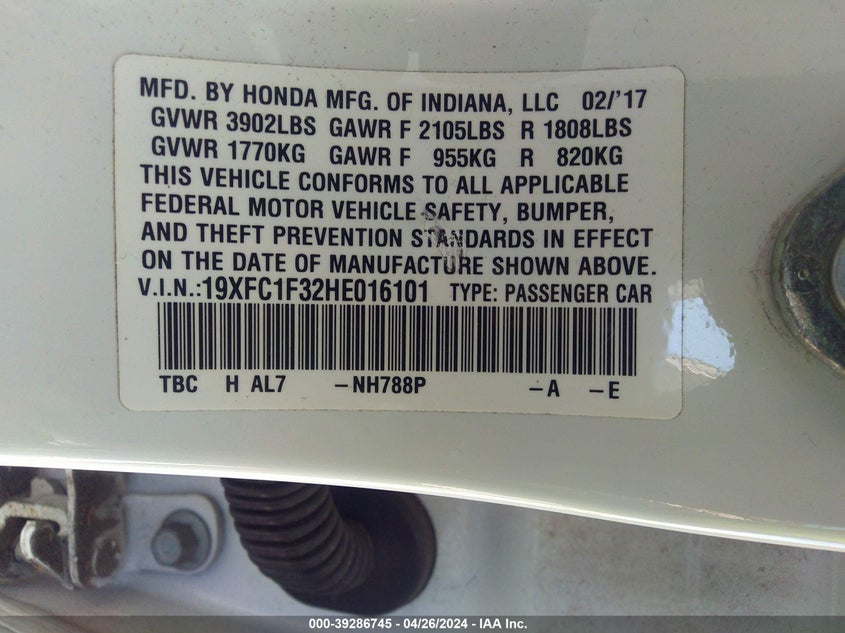 MFD. BY HONDA MFG. OF INDIANA, LLC 02/'17
GVWR 3902LBS GAWR F 2105LBS R 1808LBS
GVWR 1770KG GAWR F 955KG R 820KG
THIS VEHICLE CONFORMS TO ALL APPLICABLE
FEDERAL MOTOR VEHICLE SAFETY, BUMPER,
AND THEFT PREVENTION STANDARDS IN EFFECT
ON THE DATE OF MANUFACTURE SHOWN ABOVE.
V.I.N.:19XFC1F32HE016101 TYPE: PASSENGER CAR
TBC H AL7 –NH788P –A –E
000-39286745 - 04/26/2024 - IAA Inc.